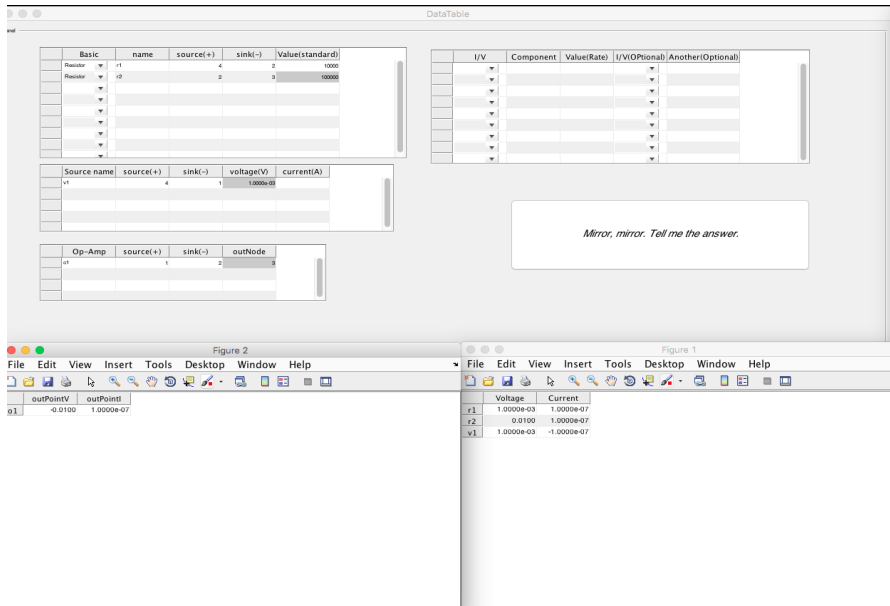 DataTable
Basic name source(+) sink(-) Value(standard)
Resistor r1 4 2 10000
Resistor r2 2 3 100000
I/V Component Value(Rate) I/V(OPtional) Another(Optional)
Source name source(+) sink(-) voltage(V) current(A)
v1 4 1 1.0000e-03
Mirror, mirror. Tell me the answer.
Op-Amp source(+) sink(-) outNode
o1 1 2 3
Figure 2
File Edit View Insert Tools Desktop Window Help
outPointV outPointI
o1 -0.0100 1.0000e-07
Figure 1
File Edit View Insert Tools Desktop Window Help
Voltage Current
r1 1.0000e-03 1.0000e-07
r2 0.0100 1.0000e-07
v1 1.0000e-03 -1.0000e-07